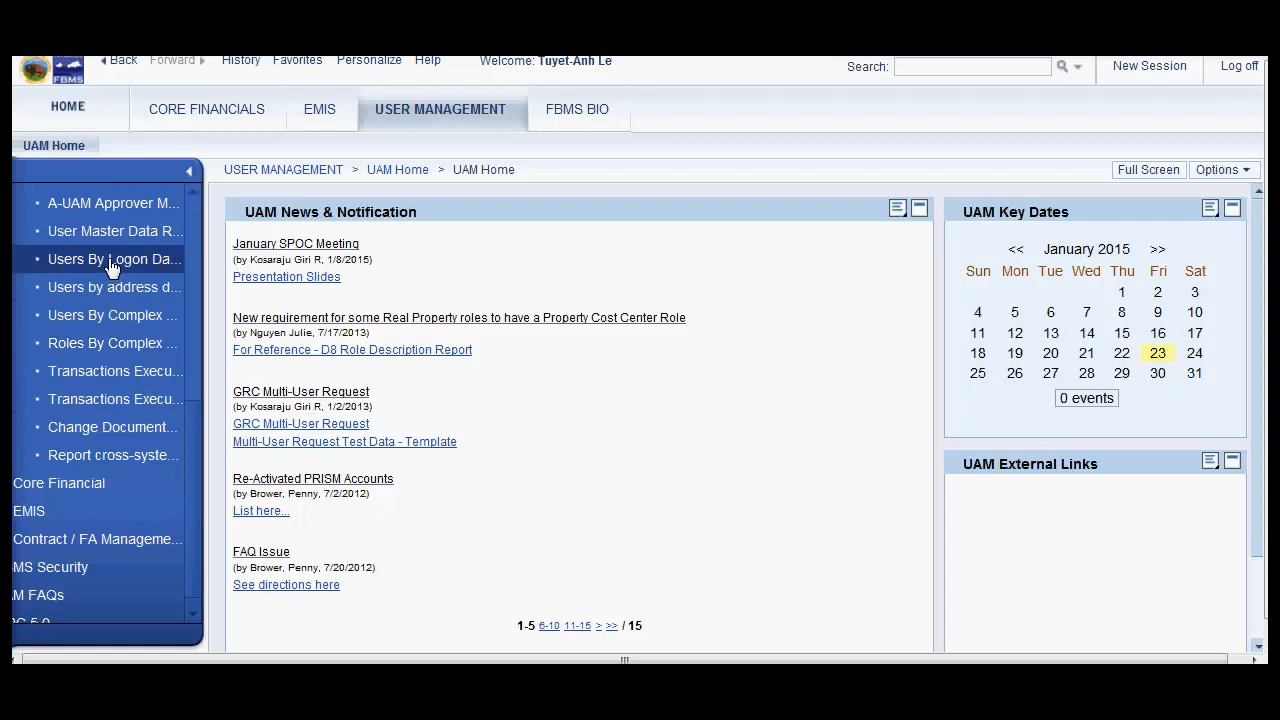 FBMS
Back Forward History Favorites Personalize Help Welcome: Tuyet-Anh Le Search: New Session Log off
HOME CORE FINANCIALS EMIS USER MANAGEMENT FBMS BIO
UAM Home
USER MANAGEMENT > UAM Home > UAM Home Full Screen Options
A-UAM Approver M...
User Master Data R...
Users By Logon Da...
Users by address d...
Users By Complex ...
Roles By Complex ...
Transactions Execu...
Transactions Execu...
Change Document...
Report cross-syste...
Core Financial
EMIS
Contract / FA Manageme...
MS Security
M FAQs
UAM News & Notification
January SPOC Meeting
(by Kosaraju Giri R, 1/8/2015)
Presentation Slides
New requirement for some Real Property roles to have a Property Cost Center Role
(by Nguyen Julie, 7/17/2013)
For Reference - D8 Role Description Report
GRC Multi-User Request
(by Kosaraju Giri R, 1/2/2013)
GRC Multi-User Request
Multi-User Request Test Data - Template
Re-Activated PRISM Accounts
(by Brower, Penny, 7/2/2012)
List here...
FAQ Issue
(by Brower, Penny, 7/20/2012)
See directions here
1-5 6-10 11-15 > >> / 15
UAM Key Dates
<< January 2015 >>
Sun Mon Tue Wed Thu Fri Sat
1 2 3
4 5 6 7 8 9 10
11 12 13 14 15 16 17
18 19 20 21 22 23 24
25 26 27 28 29 30 31
0 events
UAM External Links